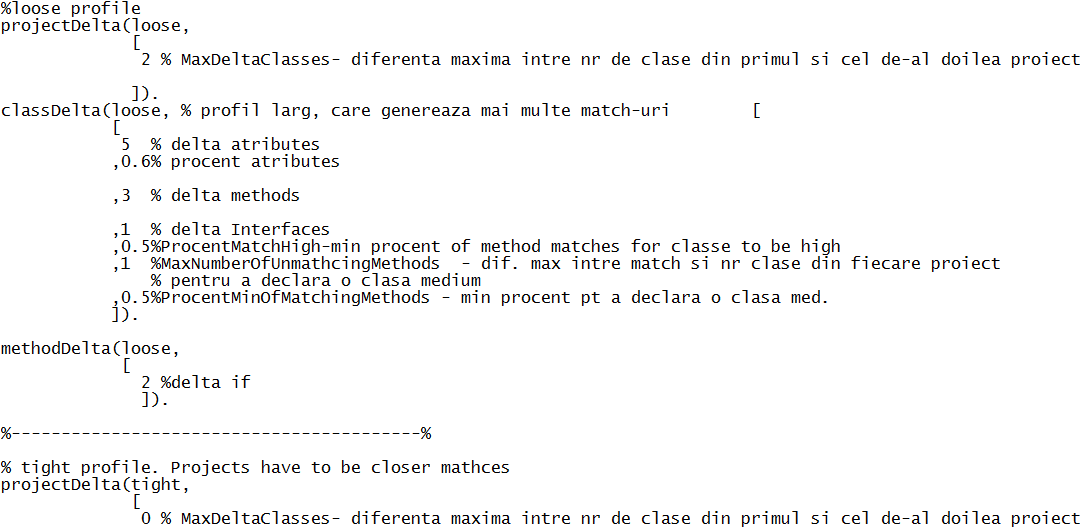 %loose profile
projectDelta(loose,
[
2 % MaxDeltaClasses- diferenta maxima intre nr de clase din primul si cel de-al doilea proiect
]).
classDelta(loose, % profil larg, care genereaza mai multe match-uri [
[
5 % delta atributes
,0.6% procent atributes
,3 % delta methods
,1 % delta Interfaces
,0.5%ProcentMatchHigh-min procent of method matches for classe to be high
,1 %MaxNumberOfUnmathcingMethods - dif. max intre match si nr clase din fiecare proiect
% pentru a declara o clasa medium
,0.5%ProcentMinOfMatchingMethods - min procent pt a declara o clasa med.
]).
methodDelta(loose,
[
2 %delta if
]).
%-----------------------------------------%
% tight profile. Projects have to be closer mathces
projectDelta(tight,
[
0 % MaxDeltaClasses- diferenta maxima intre nr de clase din primul si cel de-al doilea proiect